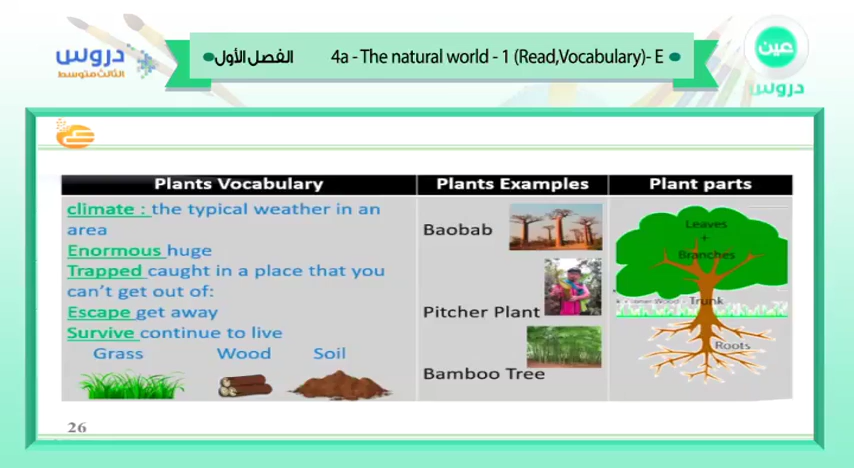 دروس
الثالث متوسط
الفصل الأول
4a - The natural world - 1 (Read,Vocabulary)- E
عين
دروس
Plants Vocabulary
climate : the typical weather in an
area
Enormous huge
Trapped caught in a place that you
can't get out of:
Escape get away
Survive continue to live
Grass Wood Soil
Plants Examples
Baobab
Pitcher Plant
Bamboo Tree
Plant parts
Leaves
+
Branches
Trunk
Roots
26